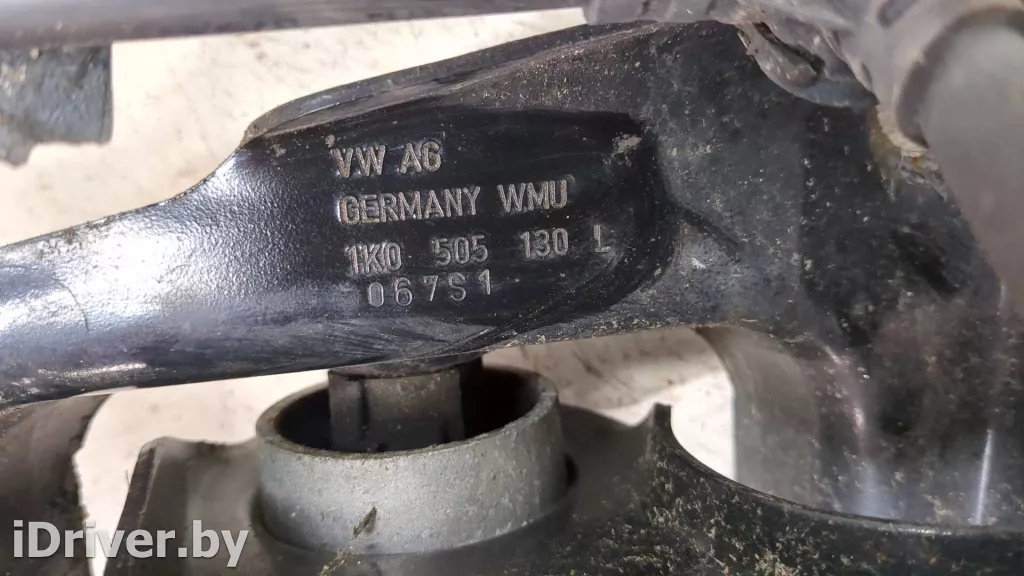 VW AG
GERMANY WMU
1K0 505 130 L
067S1
iDriver.by